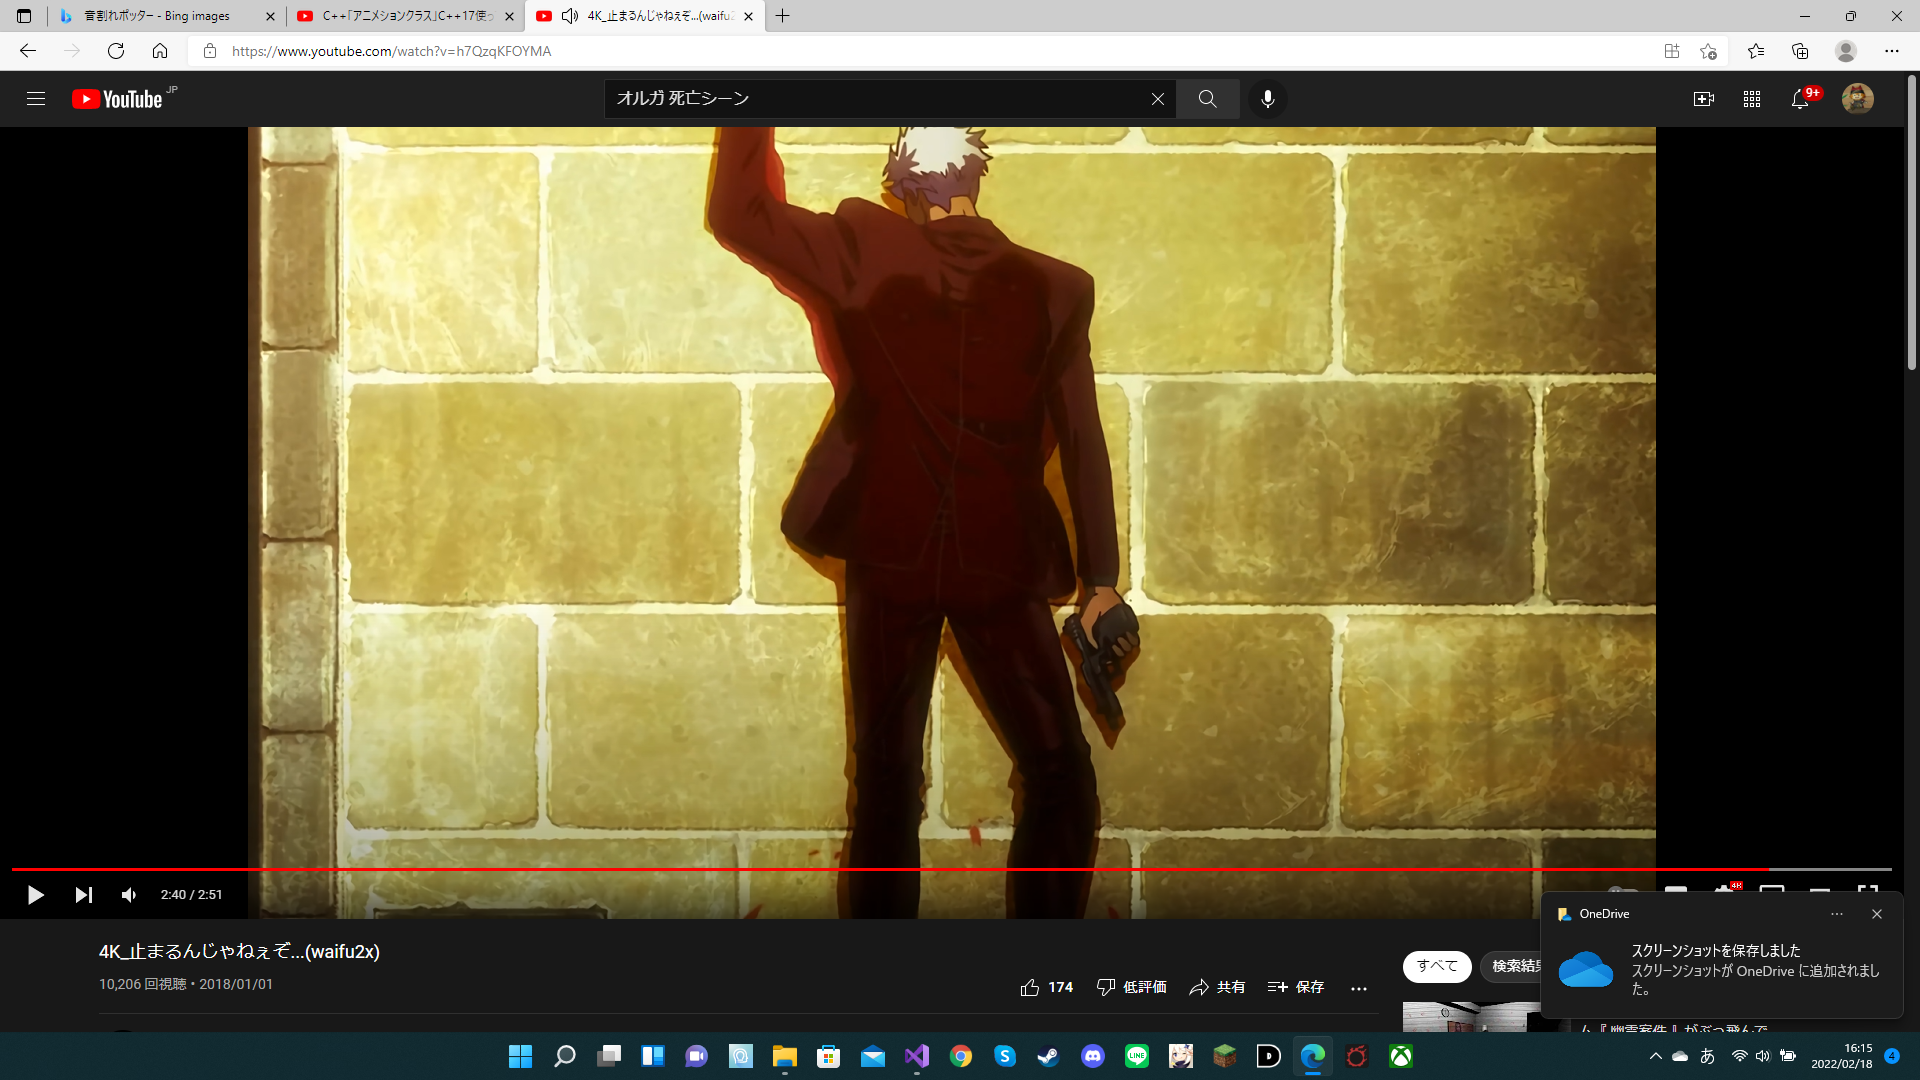 音割れポッター - Bing images
C++「アニメションクラス」C++17使っ
4K_止まるんじゃねぇぞ...(waifu2
https://www.youtube.com/watch?v=h7QzqKFOYMA
YouTube JP
オルガ 死亡シーン
9+
2:40 / 2:51
4K
4K_止まるんじゃねぇぞ...(waifu2x)
10,206 回視聴・2018/01/01
174
低評価
共有
保存
すべて
検索結果
OneDrive
スクリーンショットを保存しました
スクリーンショットが OneDrive に追加されまし
た。
ム『幽霊案件』がぶっ飛んで
LINE
あ
16:15
2022/02/18
4